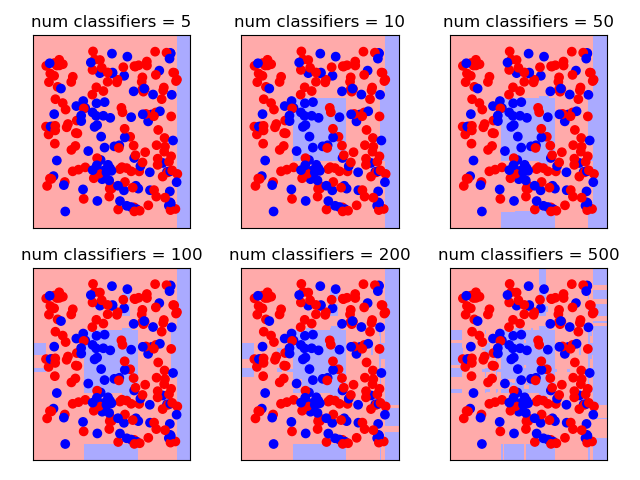 num classifiers = 5
num classifiers = 10
num classifiers = 50
num classifiers = 100
num classifiers = 200
num classifiers = 500